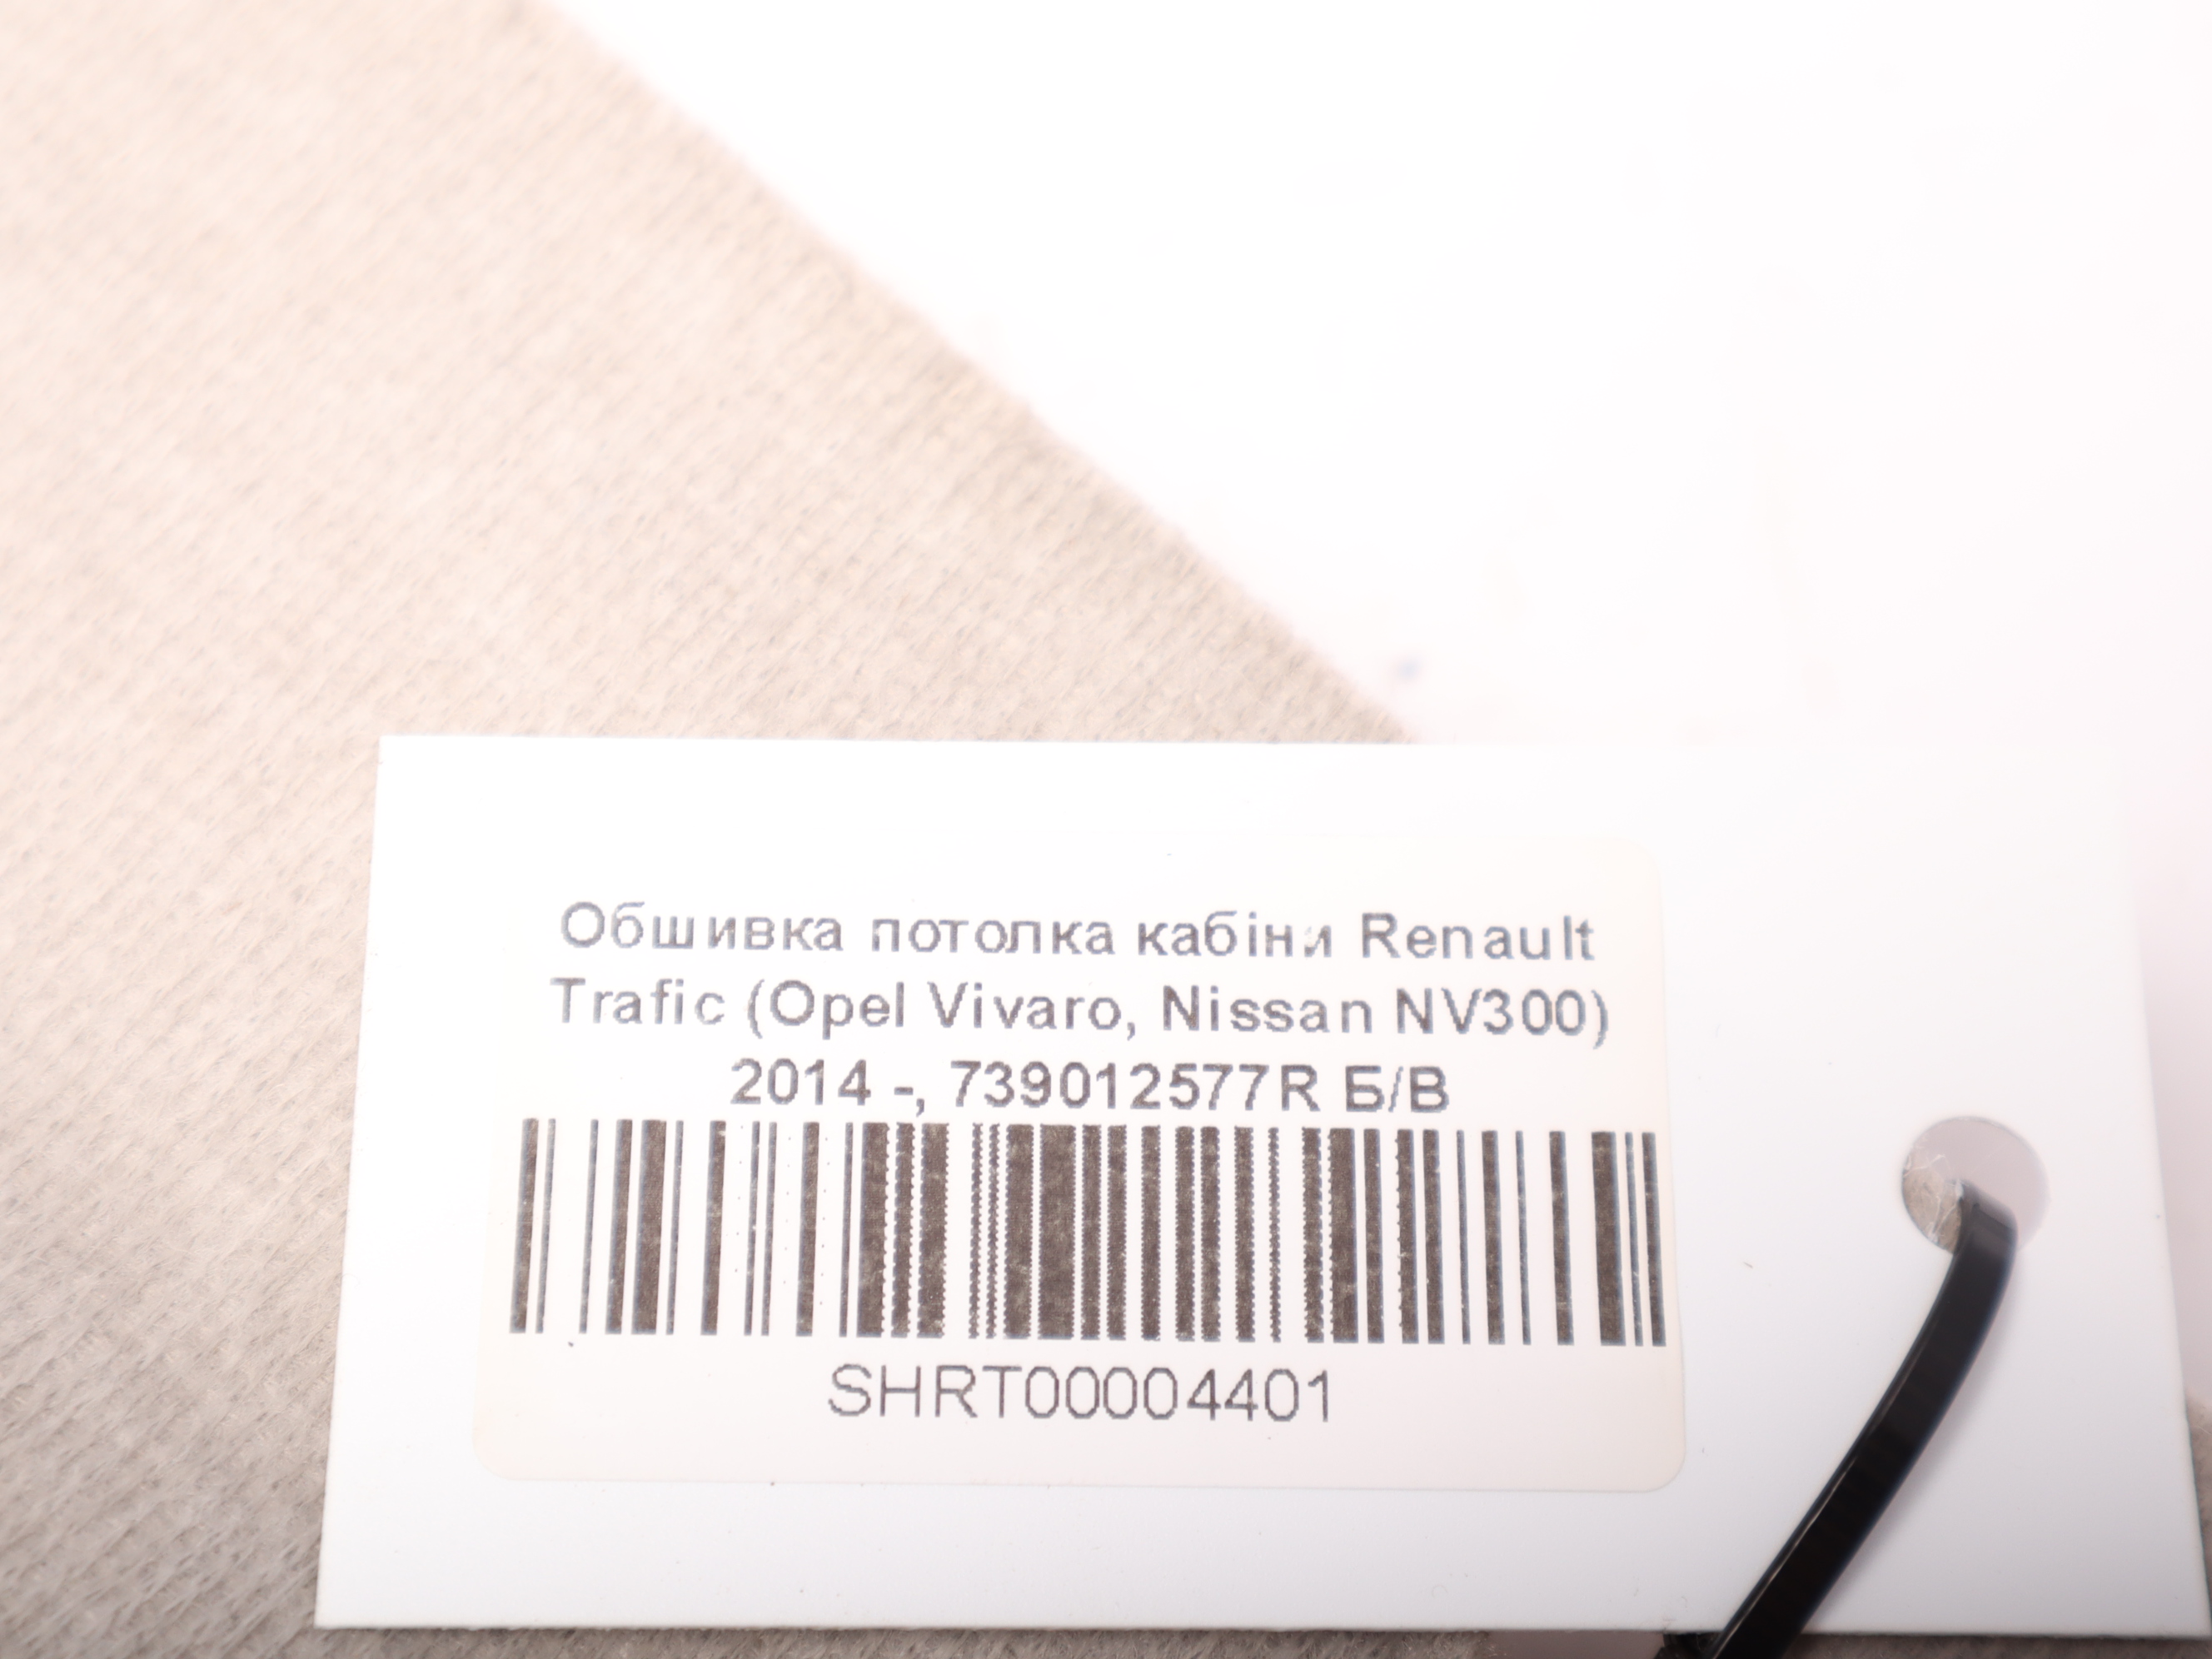 Обшивка потолка кабіни Renault
Trafic (Opel Vivaro, Nissan NV300)
2014 -, 739012577R Б/В
SHRT00004401